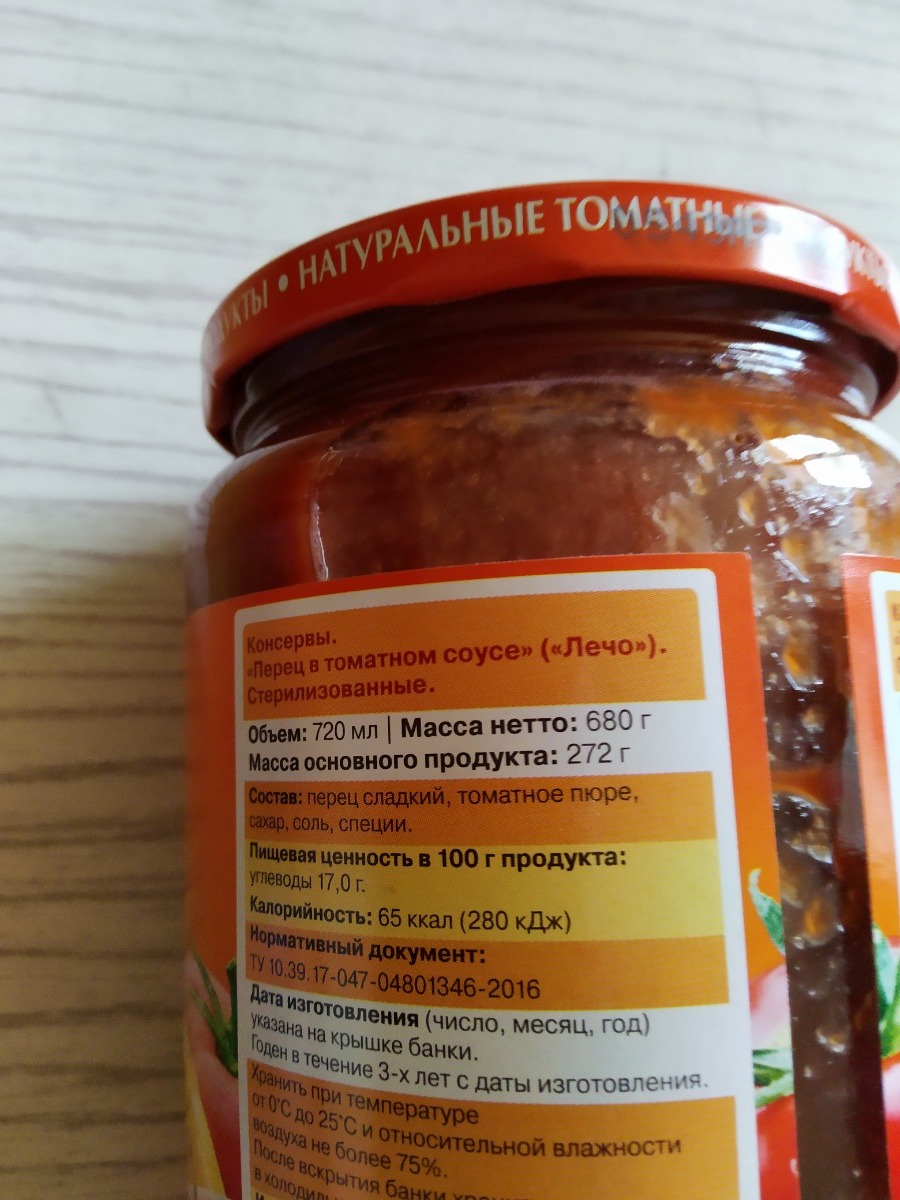 • НАТУРАЛЬНЫЕ ТОМАТНЫЕ
Консервы.
«Перец в томатном соусе» («Лечо»).
Стерилизованные.
Объем: 720 мл | Масса нетто: 680 г
Масса основного продукта: 272 г
Состав: перец сладкий, томатное пюре,
сахар, соль, специи.
Пищевая ценность в 100 г продукта:
углеводы 17,0 г.
Калорийность: 65 ккал (280 кДж)
Нормативный документ:
ТУ 10.39.17-047-04801346-2016
Дата изготовления (число, месяц, год)
указана на крышке банки.
Годен в течение 3-х лет с даты изготовления.
Хранить при температуре
от 0°С до 25°С и относительной влажности
воздуха не более 75%.
После вскрытия банки